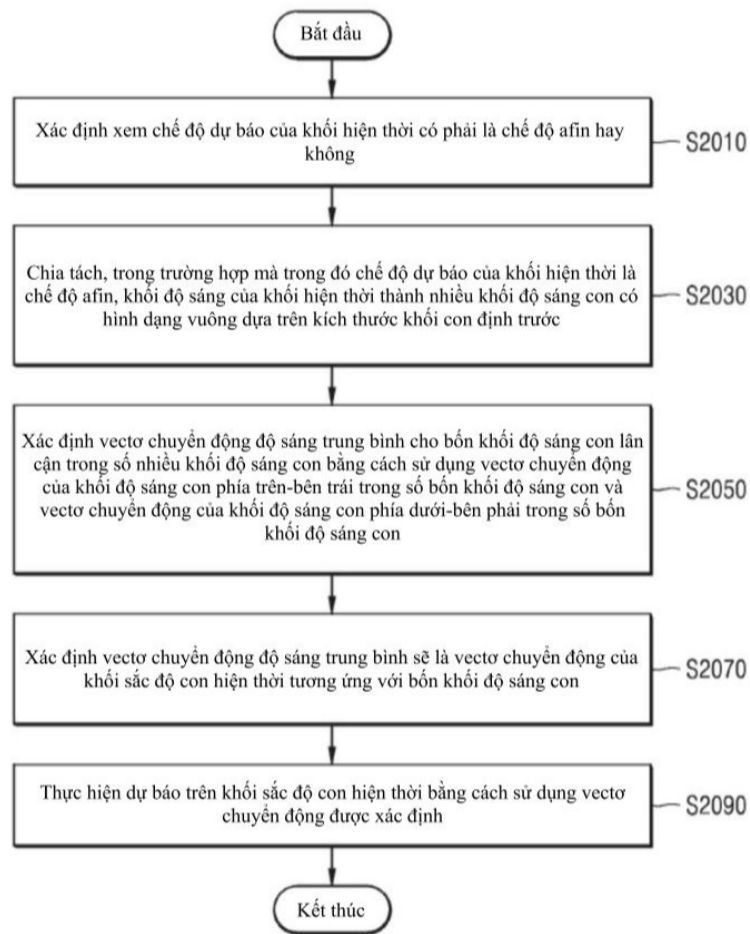 Bắt đầu
Xác định xem chế độ dự báo của khối hiện thời có phải là chế độ afin hay
không
S2010
Chia tách, trong trường hợp mà trong đó chế độ dự báo của khối hiện thời là
chế độ afin, khối độ sáng của khối hiện thời thành nhiều khối độ sáng con có
hình dạng vuông dựa trên kích thước khối con định trước
S2030
Xác định vectơ chuyển động độ sáng trung bình cho bốn khối độ sáng con lân
cận trong số nhiều khối độ sáng con bằng cách sử dụng vectơ chuyển động
của khối độ sáng con phía trên-bên trái trong số bốn khối độ sáng con và
vectơ chuyển động của khối độ sáng con phía dưới-bên phải trong số bốn
khối độ sáng con
S2050
Xác định vectơ chuyển động độ sáng trung bình sẽ là vectơ chuyển động của
khối sắc độ con hiện thời tương ứng với bốn khối độ sáng con
S2070
Thực hiện dự báo trên khối sắc độ con hiện thời bằng cách sử dụng vectơ
chuyển động được xác định
S2090
Kết thúc